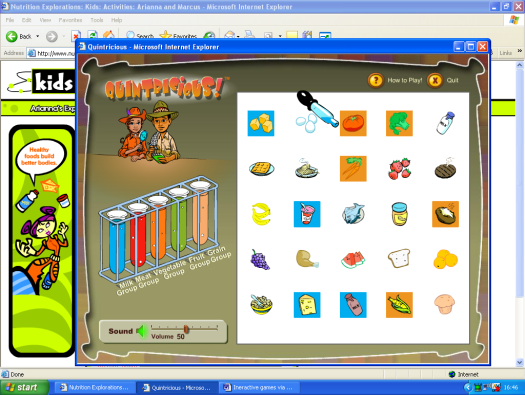 Nutrition Explorations: Kids: Activities: Arianna and Marcus - Microsoft Internet Explorer
File Edit View Favorites Tools Help
Back Search Favorites
Address http://www.nu
Links
Quintricious - Microsoft Internet Explorer
kids
Arianna's Exp
Healthy
foods build
better bodies.
QUINTRICIOUS!
How to Play! Quit
Milk Group
Meat Group
Vegetable Group
Fruit Group
Grain Group
Sound
Volume 50
Done
Internet
start
Nutrition Explorations...
Quintricious - Microso...
Ineractive games via ...
16:46